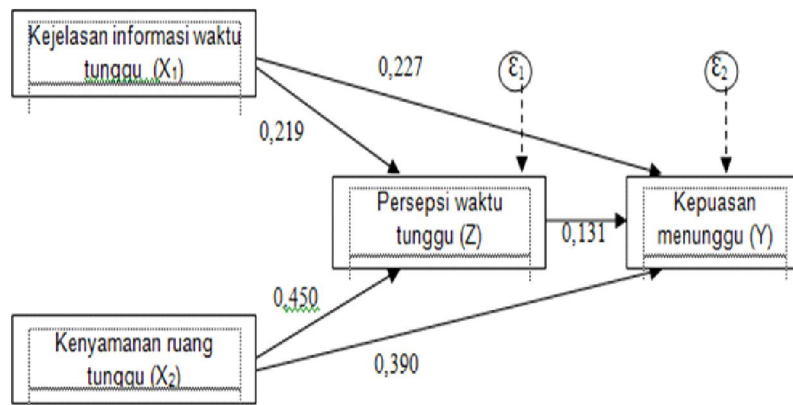 Kejelasan informasi waktu
tunggu (X₁)
0,227
ε₁
ε₂
0,219
Persepsi waktu
tunggu (Z)
0,131
Kepuasan
menunggu (Y)
0,450
Kenyamanan ruang
tunggu (X₂)
0,390